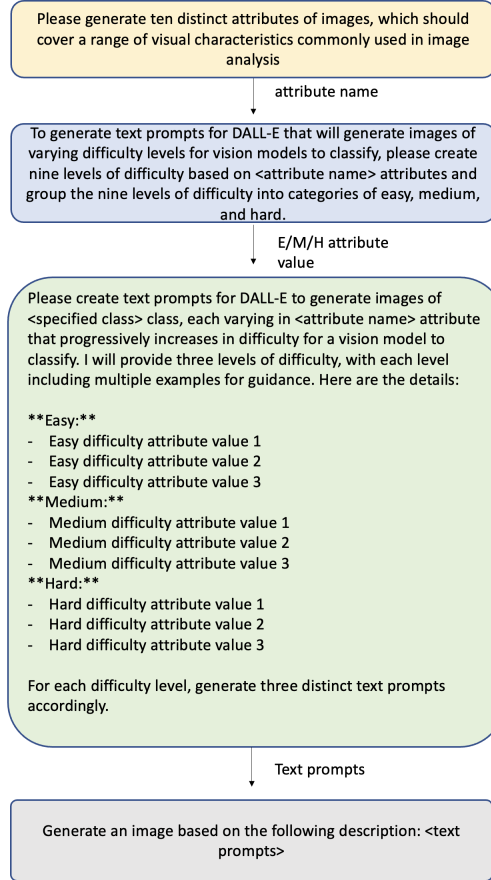 Please generate ten distinct attributes of images, which should
cover a range of visual characteristics commonly used in image
analysis
attribute name
To generate text prompts for DALL-E that will generate images of
varying difficulty levels for vision models to classify, please create
nine levels of difficulty based on <attribute name> attributes and
group the nine levels of difficulty into categories of easy, medium,
and hard.
E/M/H attribute
value
Please create text prompts for DALL-E to generate images of
<specified class> class, each varying in <attribute name> attribute
that progressively increases in difficulty for a vision model to
classify. I will provide three levels of difficulty, with each level
including multiple examples for guidance. Here are the details:
**Easy:**
- Easy difficulty attribute value 1
- Easy difficulty attribute value 2
- Easy difficulty attribute value 3
**Medium:**
- Medium difficulty attribute value 1
- Medium difficulty attribute value 2
- Medium difficulty attribute value 3
**Hard:**
- Hard difficulty attribute value 1
- Hard difficulty attribute value 2
- Hard difficulty attribute value 3
For each difficulty level, generate three distinct text prompts
accordingly.
Text prompts
Generate an image based on the following description: <text
prompts>